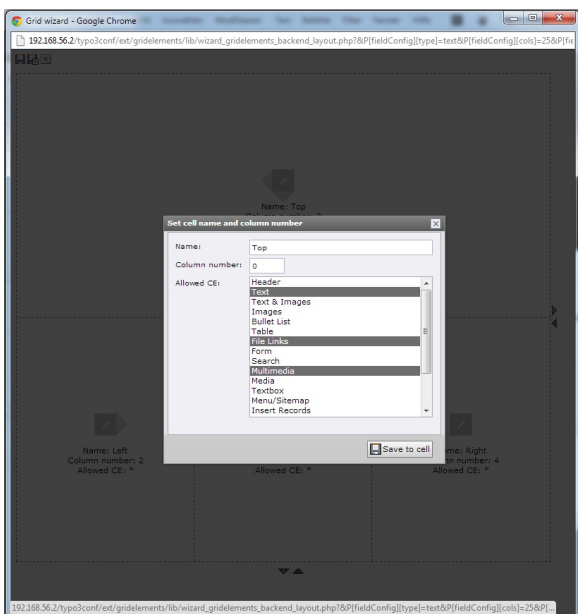 Grid wizard - Google Chrome
192.168.56.2/typo3conf/ext/gridelements/lib/wizard_gridelements_backend_layout.php?&P[fieldConfig][type]=text&P[fieldConfig][cols]=25&P[fie
Name: Top
Set cell name and column number
Name:
Top
Column number:
0
Allowed CE:
Header
Text
Text & Images
Images
Bullet List
Table
File Links
Form
Search
Multimedia
Media
Textbox
Menu/Sitemap
Insert Records
Save to cell
Name: Left
Column number: 2
Allowed CE: *
Allowed CE: *
me: Right
n number: 4
Allowed CE: *
192.168.56.2/typo3conf/ext/gridelements/lib/wizard_gridelements_backend_layout.php?&P[fieldConfig][type]=text&P[fieldConfig][cols]=25&P[...